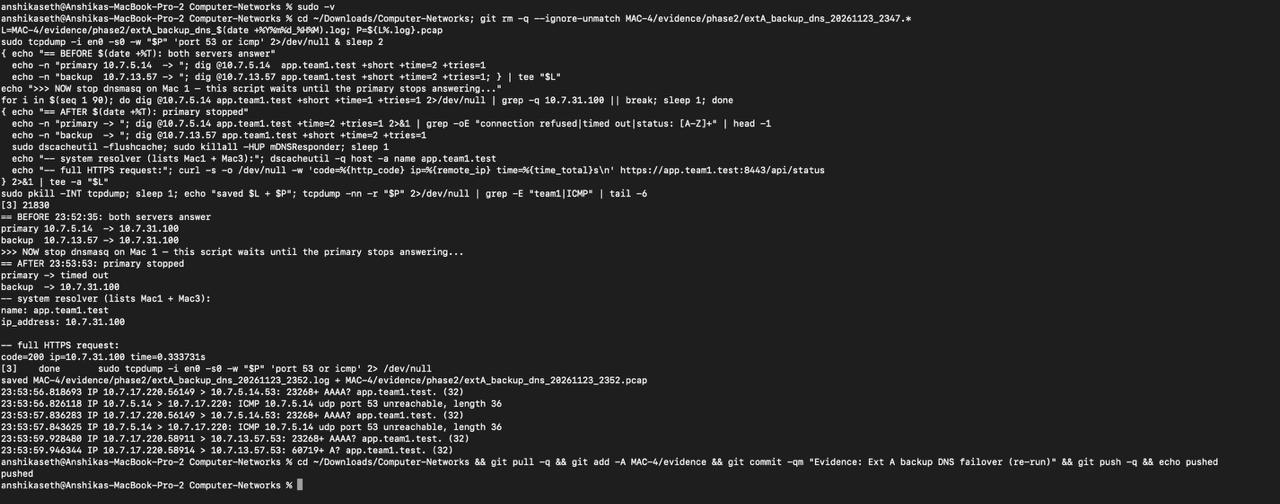 anshikaseth@Anshikas-MacBook-Pro-2 Computer-Networks % sudo -v
anshikaseth@Anshikas-MacBook-Pro-2 Computer-Networks % cd ~/Downloads/Computer-Networks; git rm -q --ignore-unmatch MAC-4/evidence/phase2/extA_backup_dns_20261123_2347.*
L=MAC-4/evidence/phase2/extA_backup_dns_$(date +%Y%m%d_%H%M).log; P=${L%.log}.pcap
sudo tcpdump -i en0 -s0 -w "$P" 'port 53 or icmp' 2>/dev/null & sleep 2
{ echo "== BEFORE $(date +%T): both servers answer"
  echo -n "primary 10.7.5.14  -> "; dig @10.7.5.14  app.team1.test +short +time=2 +tries=1
  echo -n "backup  10.7.13.57 -> "; dig @10.7.13.57 app.team1.test +short +time=2 +tries=1; } | tee "$L"
echo ">>> NOW stop dnsmasq on Mac 1 — this script waits until the primary stops answering..."
for i in $(seq 1 90); do dig @10.7.5.14 app.team1.test +short +time=1 +tries=1 2>/dev/null | grep -q 10.7.31.100 || break; sleep 1; done
{ echo "== AFTER $(date +%T): primary stopped"
  echo -n "primary -> "; dig @10.7.5.14 app.team1.test +time=2 +tries=1 2>&1 | grep -oE "connection refused|timed out|status: [A-Z]+" | head -1
  echo -n "backup  -> "; dig @10.7.13.57 app.team1.test +short +time=2 +tries=1
  sudo dscacheutil -flushcache; sudo killall -HUP mDNSResponder; sleep 1
  echo "-- system resolver (lists Mac1 + Mac3):"; dscacheutil -q host -a name app.team1.test
  echo "-- full HTTPS request:"; curl -s -o /dev/null -w 'code=%{http_code} ip=%{remote_ip} time=%{time_total}s\n' https://app.team1.test:8443/api/status
} 2>&1 | tee -a "$L"
sudo pkill -INT tcpdump; sleep 1; echo "saved $L + $P"; tcpdump -nn -r "$P" 2>/dev/null | grep -E "team1|ICMP" | tail -6
[3] 21830
== BEFORE 23:52:35: both servers answer
primary 10.7.5.14  -> 10.7.31.100
backup  10.7.13.57 -> 10.7.31.100
>>> NOW stop dnsmasq on Mac 1 — this script waits until the primary stops answering...
== AFTER 23:53:53: primary stopped
primary -> timed out
backup  -> 10.7.31.100
-- system resolver (lists Mac1 + Mac3):
name: app.team1.test
ip_address: 10.7.31.100
-- full HTTPS request:
code=200 ip=10.7.31.100 time=0.333731s
[3]    done       sudo tcpdump -i en0 -s0 -w "$P" 'port 53 or icmp' 2> /dev/null
saved MAC-4/evidence/phase2/extA_backup_dns_20261123_2352.log + MAC-4/evidence/phase2/extA_backup_dns_20261123_2352.pcap
23:53:56.818693 IP 10.7.17.220.56149 > 10.7.5.14.53: 23268+ AAAA? app.team1.test. (32)
23:53:56.826118 IP 10.7.5.14 > 10.7.17.220: ICMP 10.7.5.14 udp port 53 unreachable, length 36
23:53:57.836283 IP 10.7.17.220.56149 > 10.7.5.14.53: 23268+ AAAA? app.team1.test. (32)
23:53:57.843625 IP 10.7.5.14 > 10.7.17.220: ICMP 10.7.5.14 udp port 53 unreachable, length 36
23:53:59.928480 IP 10.7.17.220.58911 > 10.7.13.57.53: 23268+ AAAA? app.team1.test. (32)
23:53:59.946344 IP 10.7.17.220.58914 > 10.7.13.57.53: 60719+ A? app.team1.test. (32)
anshikaseth@Anshikas-MacBook-Pro-2 Computer-Networks % cd ~/Downloads/Computer-Networks && git pull -q && git add -A MAC-4/evidence && git commit -qm "Evidence: Ext A backup DNS failover (re-run)" && git push -q && echo pushed
pushed
anshikaseth@Anshikas-MacBook-Pro-2 Computer-Networks %